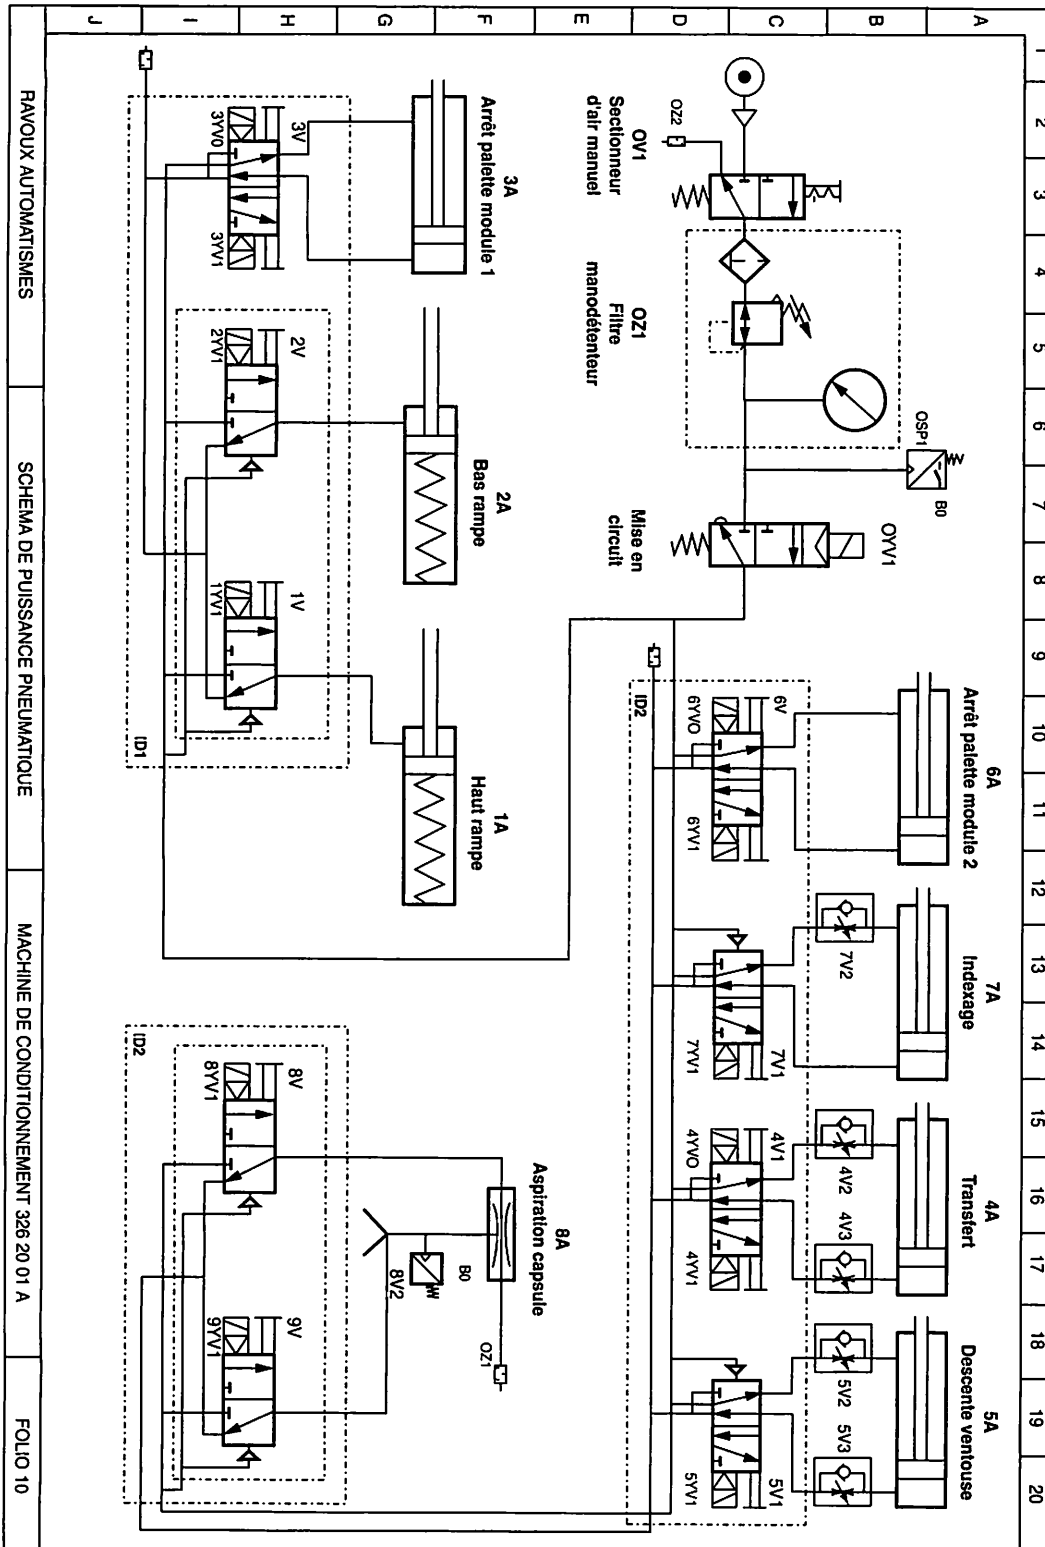 1 2 3 4 5 6 7 8 9 10 11 12 13 14 15 16 17 18 19 20
A
B
C
D
E
F
G
H
I
J
OSP1
B0
OYV1
OV1
Sectionneur
d'air manuel
OZ2
OZ1
Filtre
manodétenteur
Mise en
circuit
6A
Arrêt palette module 2
7A
Indexage
4A
Transfert
5A
Descente ventouse
7V2
4V2
4V3
5V2
5V3
6V
6YVO
6YV1
7V1
7YV1
4V1
4YVO
4YV1
5V1
5YV1
ID2
3A
Arrêt palette module 1
2A
Bas rampe
1A
Haut rampe
3V
3YV0
3YV1
2V
2YV1
1V
1YV1
ID1
8A
Aspiration capsule
B0
8V2
OZ1
8V
8YV1
9V
9YV1
ID2
RAVOUX AUTOMATISMES
SCHEMA DE PUISSANCE PNEUMATIQUE
MACHINE DE CONDITIONNEMENT 326 20 01 A
FOLIO 10